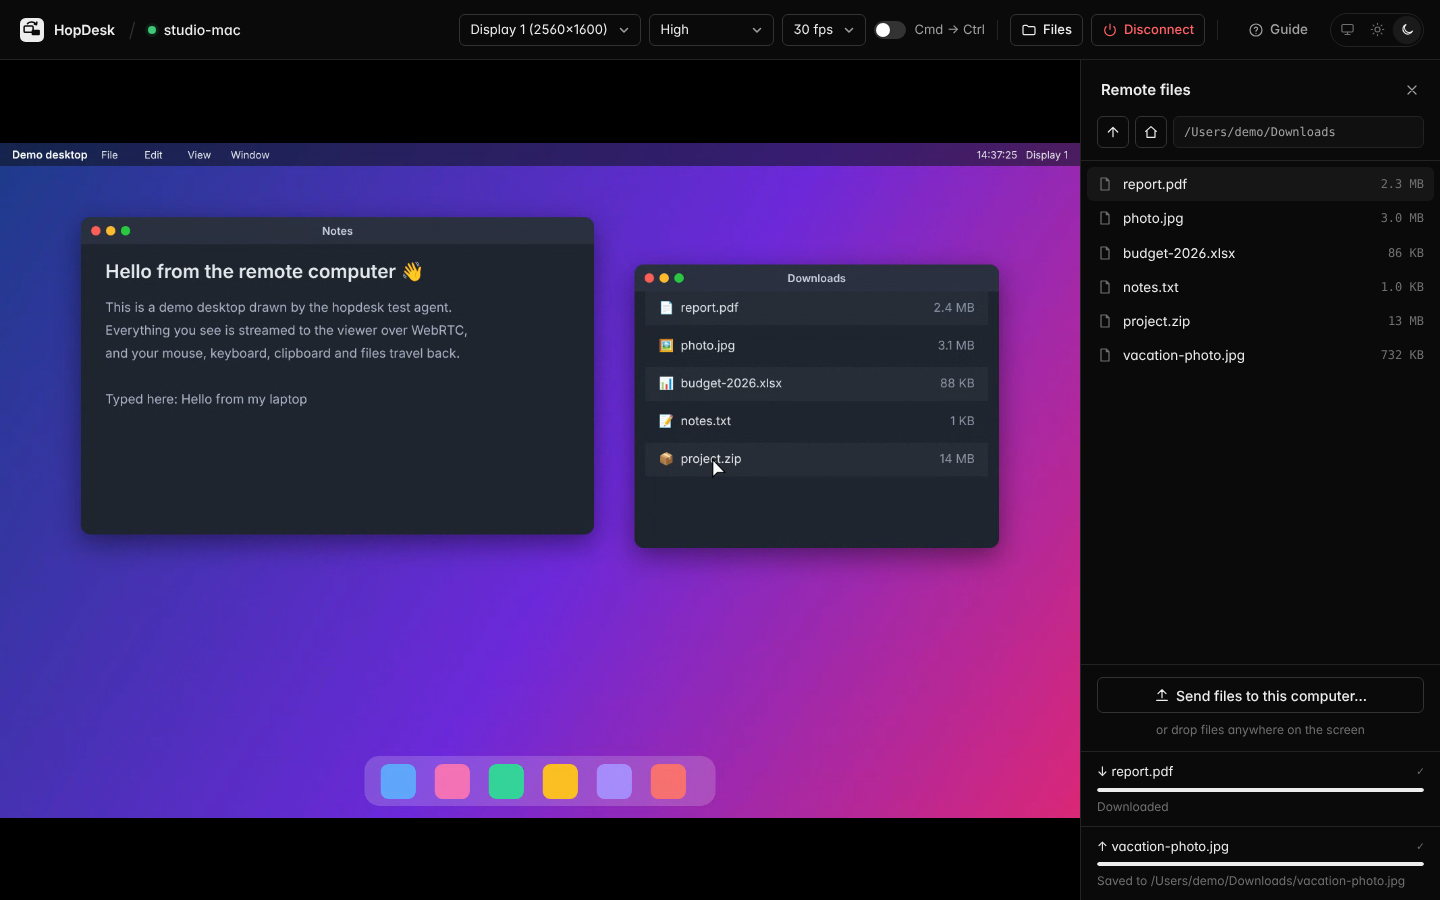 HopDesk / studio-mac Display 1 (2560×1600) High 30 fps Cmd → Ctrl Files Disconnect Guide
Demo desktop File Edit View Window 14:37:25 Display 1
Notes
Hello from the remote computer 👋
This is a demo desktop drawn by the hopdesk test agent.
Everything you see is streamed to the viewer over WebRTC,
and your mouse, keyboard, clipboard and files travel back.
Typed here: Hello from my laptop
Downloads
report.pdf 2.4 MB
photo.jpg 3.1 MB
budget-2026.xlsx 88 KB
notes.txt 1 KB
project.zip 14 MB
Remote files
/Users/demo/Downloads
report.pdf 2.3 MB
photo.jpg 3.0 MB
budget-2026.xlsx 86 KB
notes.txt 1.0 KB
project.zip 13 MB
vacation-photo.jpg 732 KB
Send files to this computer...
or drop files anywhere on the screen
↓ report.pdf ✓
Downloaded
↑ vacation-photo.jpg ✓
Saved to /Users/demo/Downloads/vacation-photo.jpg